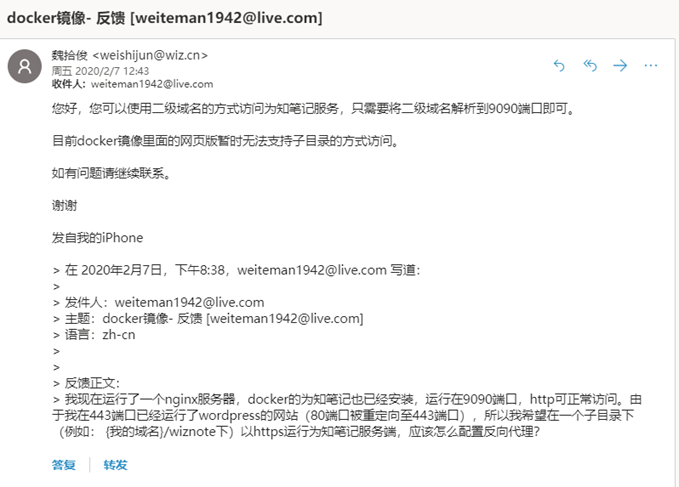 docker镜像- 反馈 [weiteman1942@live.com]
魏拾俊 <weishijun@wiz.cn>
周五 2020/2/7 12:43
收件人: weiteman1942@live.com
您好，您可以使用二级域名的方式访问为知笔记服务，只需要将二级域名解析到9090端口即可。
目前docker镜像里面的网页版暂时无法支持子目录的方式访问。
如有问题请继续联系。
谢谢
发自我的iPhone
> 在 2020年2月7日，下午8:38，weiteman1942@live.com 写道:
>
> 发件人: weiteman1942@live.com
> 主题: docker镜像- 反馈 [weiteman1942@live.com]
> 语言: zh-cn
>
>
> 反馈正文:
> 我现在运行了一个nginx服务器，docker的为知笔记也已经安装，运行在9090端口，http可正常访问。由
于我在443端口已经运行了wordpress的网站（80端口被重定向至443端口），所以我希望在一个子目录下
（例如： {我的域名}/wiznote下）以https运行为知笔记服务端，应该怎么配置反向代理?
答复 转发